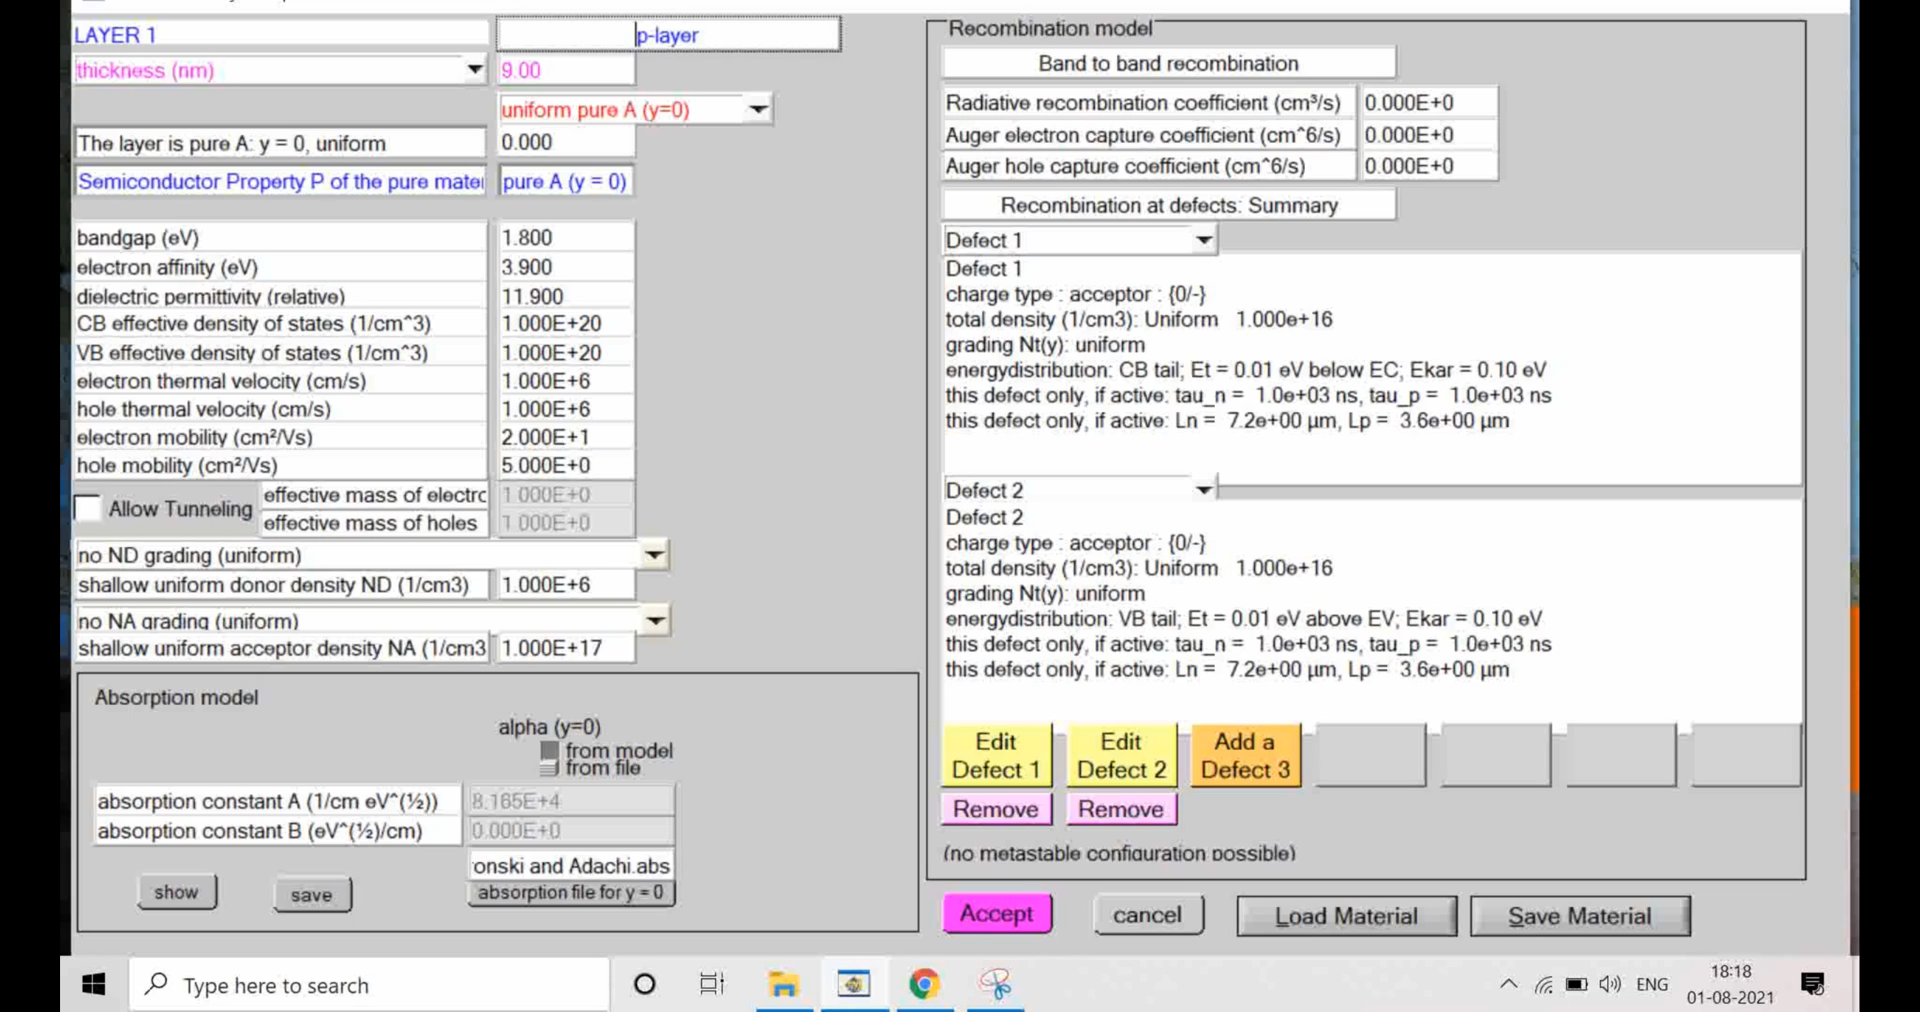 LAYER 1
p-layer
thickness (nm)
9.00
uniform pure A (y=0)
The layer is pure A: y = 0, uniform
0.000
Semiconductor Property P of the pure mater
pure A (y = 0)
bandgap (eV)
1.800
electron affinity (eV)
3.900
dielectric permittivity (relative)
11.900
CB effective density of states (1/cm^3)
1.000E+20
VB effective density of states (1/cm^3)
1.000E+20
electron thermal velocity (cm/s)
1.000E+6
hole thermal velocity (cm/s)
1.000E+6
electron mobility (cm²/Vs)
2.000E+1
hole mobility (cm²/Vs)
5.000E+0
Allow Tunneling
effective mass of electrc
1.000E+0
effective mass of holes
1.000E+0
no ND grading (uniform)
shallow uniform donor density ND (1/cm3)
1.000E+6
no NA grading (uniform)
shallow uniform acceptor density NA (1/cm3
1.000E+17
Absorption model
alpha (y=0)
from model
from file
absorption constant A (1/cm eV^(½))
8.165E+4
absorption constant B (eV^(½)/cm)
0.000E+0
onski and Adachi.abs
show
save
absorption file for y = 0
Recombination model
Band to band recombination
Radiative recombination coefficient (cm³/s)
0.000E+0
Auger electron capture coefficient (cm^6/s)
0.000E+0
Auger hole capture coefficient (cm^6/s)
0.000E+0
Recombination at defects: Summary
Defect 1
Defect 1
charge type : acceptor : {0/-}
total density (1/cm3): Uniform 1.000e+16
grading Nt(y): uniform
energydistribution: CB tail; Et = 0.01 eV below EC; Ekar = 0.10 eV
this defect only, if active: tau_n = 1.0e+03 ns, tau_p = 1.0e+03 ns
this defect only, if active: Ln = 7.2e+00 µm, Lp = 3.6e+00 µm
Defect 2
Defect 2
charge type : acceptor : {0/-}
total density (1/cm3): Uniform 1.000e+16
grading Nt(y): uniform
energydistribution: VB tail; Et = 0.01 eV above EV; Ekar = 0.10 eV
this defect only, if active: tau_n = 1.0e+03 ns, tau_p = 1.0e+03 ns
this defect only, if active: Ln = 7.2e+00 µm, Lp = 3.6e+00 µm
Edit
Defect 1
Edit
Defect 2
Add a
Defect 3
Remove
Remove
(no metastable configuration possible)
Accept
cancel
Load Material
Save Material
Type here to search
ENG
18:18
01-08-2021